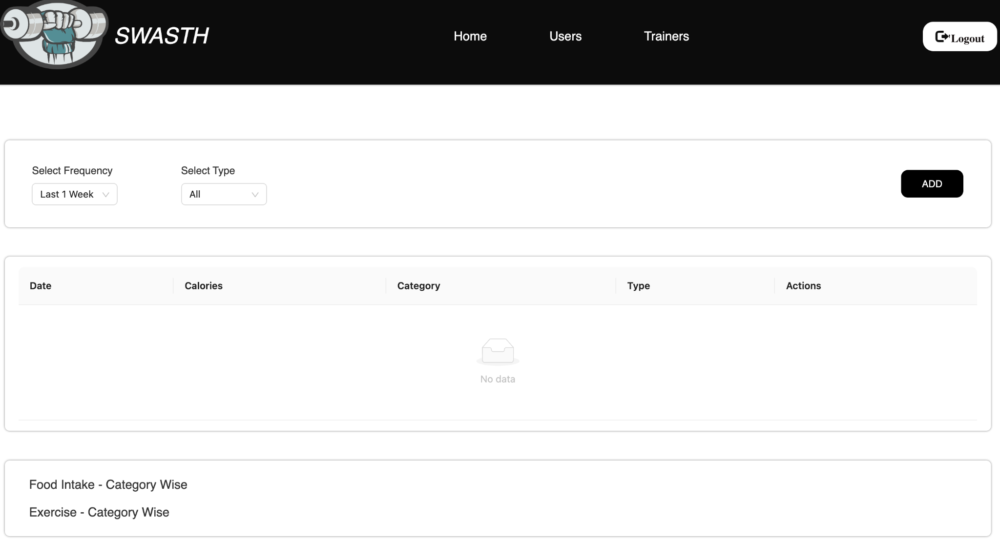 SWASTH
Home Users Trainers
Logout
Select Frequency Select Type
Last 1 Week All
ADD
Date Calories Category Type Actions
No data
Food Intake - Category Wise
Exercise - Category Wise